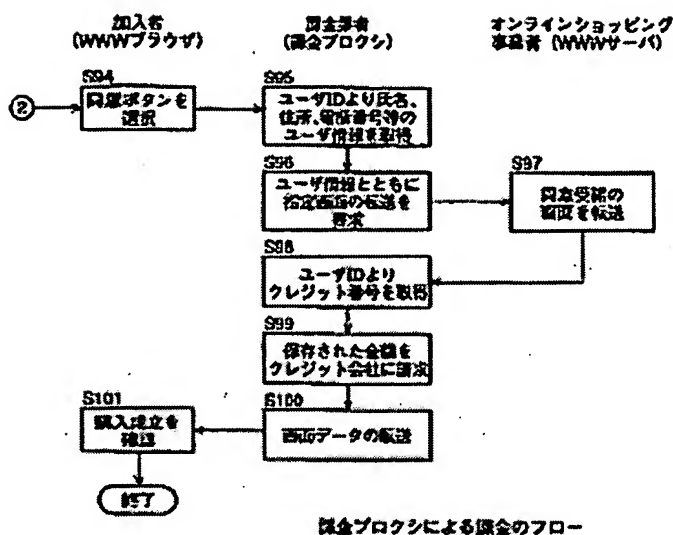 加入者
(WWWブラウザ)
課金業者
(課金プロクシ)
オンラインショッピング
事業者 (WWWサーバ)
S94
②
同意ボタンを
選択
S95
ユーザIDより氏名、
住所、電話番号等の
ユーザ情報を取得
S96
ユーザ情報とともに
指定画面の転送を
要求
S97
同意受諾の
画面を転送
S98
ユーザIDより
クレジット番号を取得
S99
保存された金額を
クレジット会社に請求
S100
画面データの転送
S101
購入成立を
確認
終了
課金プロクシによる課金のフロー